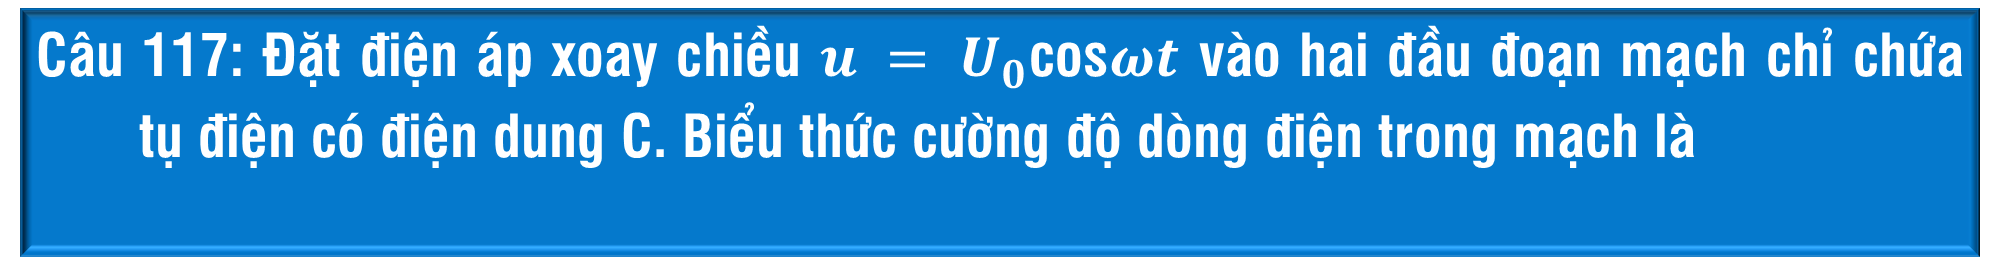 Câu 117: Đặt điện áp xoay chiều u = U₀cosωt vào hai đầu đoạn mạch chỉ chứa
tụ điện có điện dung C. Biểu thức cường độ dòng điện trong mạch là